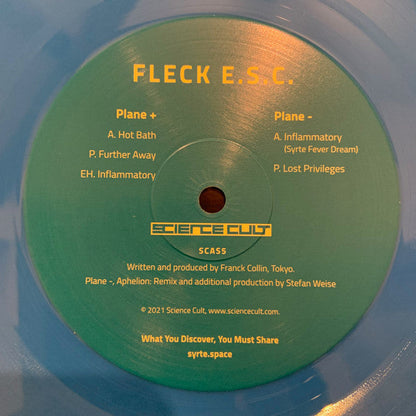 FLECK E.S.C.
Plane +
A. Hot Bath
P. Further Away
EH. Inflammatory
Plane -
A. Inflammatory
(Syrte Fever Dream)
P. Lost Privileges
SCIENCE CULT
SCA55
Written and produced by Franck Collin, Tokyo.
Plane -, Aphelion: Remix and additional production by Stefan Weise
© 2021 Science Cult, www.sciencecult.com.
What You Discover, You Must Share
syrte.space